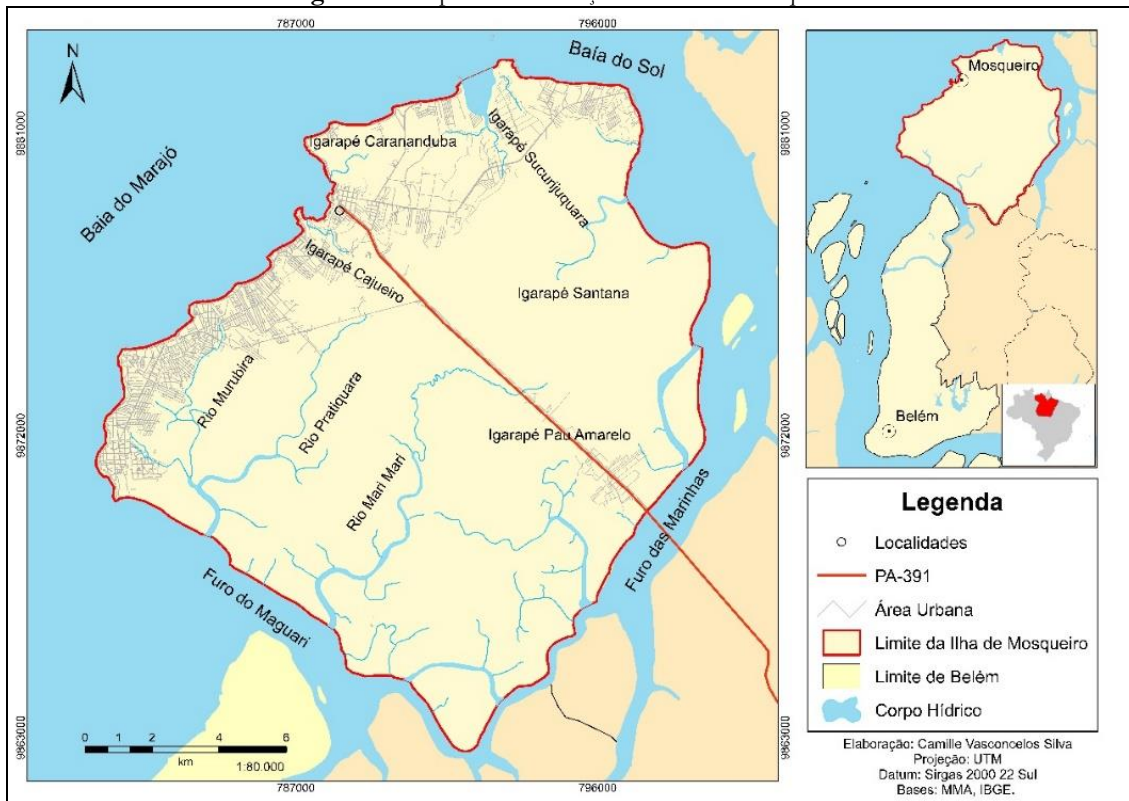 787000
796000
9881000
9881000
9872000
9872000
9863000
9863000
787000
796000
N
Baía do Sol
Baia do Marajó
Igarapé Carananduba
Igarapé Sucurijuquara
Igarapé Cajueiro
Igarapé Santana
Rio Murubira
Rio Pratiquara
Rio Mari Mari
Igarapé Pau Amarelo
Furo das Marinhas
Furo do Maguari
0 1 2 4 6
km
1:80.000
Mosqueiro
Belém
Legenda
Localidades
PA-391
Área Urbana
Limite da Ilha de Mosqueiro
Limite de Belém
Corpo Hídrico
Elaboração: Camille Vasconcelos Silva
Projeção: UTM
Datum: Sirgas 2000 22 Sul
Bases: MMA, IBGE.